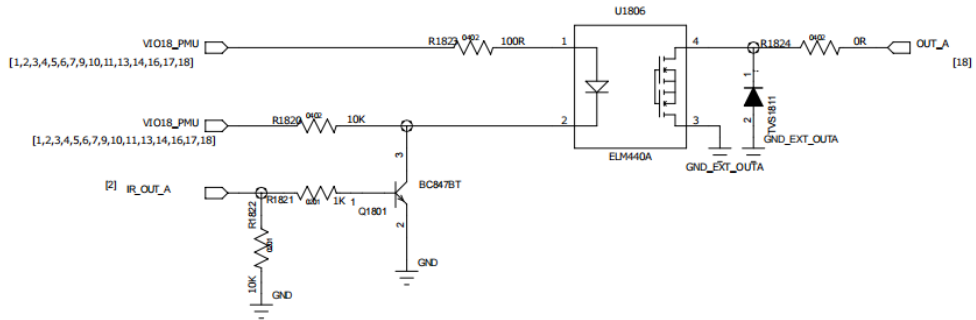 U1806
VIO18_PMU
R1823
0402
100R
1
4
R1824
0402
0R
OUT_A
[1,2,3,4,5,6,7,9,10,11,13,14,16,17,18]
[18]
1
2
TVS1811
VIO18_PMU
R1820
0402
10K
2
3
GND_EXT_OUTA
[1,2,3,4,5,6,7,9,10,11,13,14,16,17,18]
ELM440A
GND_EXT_OUTA
3
[2]
IR_OUT_A
R1821
0201
1K
1
BC847BT
Q1801
2
R1822
0201
10K
GND
GND